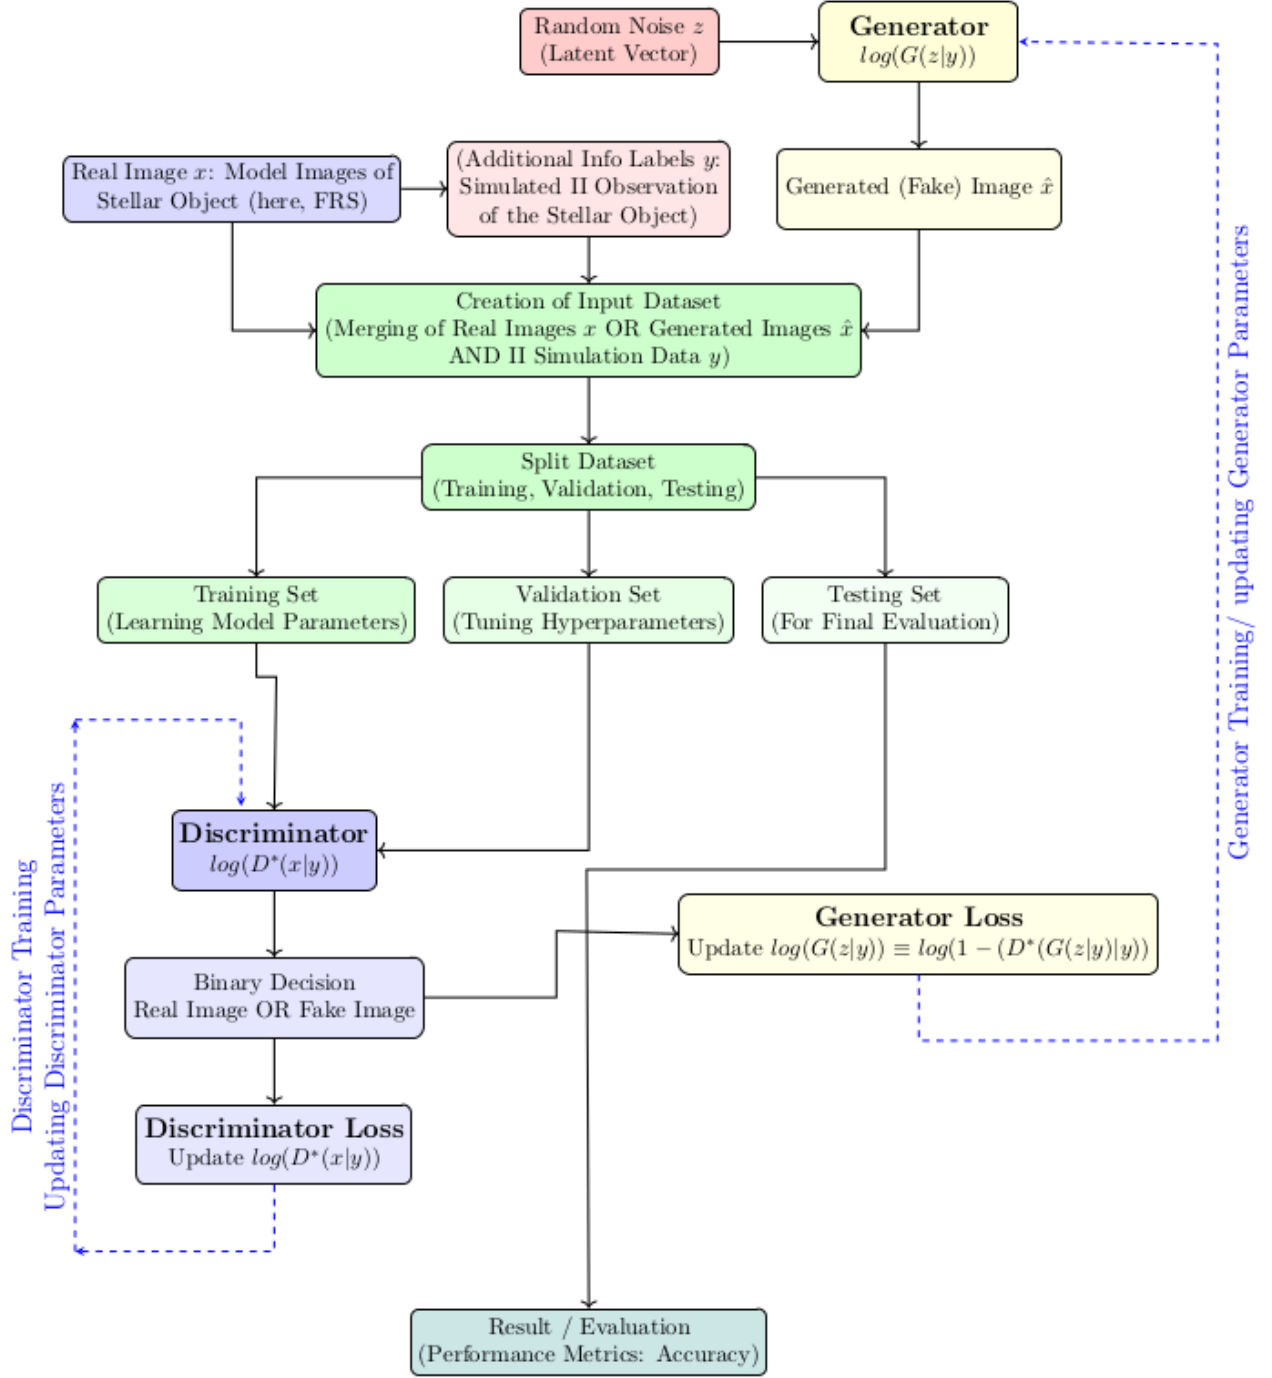 Random Noise z
(Latent Vector)
Generator
log(G(z|y))
Real Image x: Model Images of
Stellar Object (here, FRS)
(Additional Info Labels y:
Simulated II Observation
of the Stellar Object)
Generated (Fake) Image x̂
Creation of Input Dataset
(Merging of Real Images x OR Generated Images x̂
AND II Simulation Data y)
Split Dataset
(Training, Validation, Testing)
Training Set
(Learning Model Parameters)
Validation Set
(Tuning Hyperparameters)
Testing Set
(For Final Evaluation)
Generator Training/ updating Generator Parameters
Discriminator
log(D*(x|y))
Generator Loss
Update log(G(z|y)) ≡ log(1 − (D*(G(z|y)|y))
Binary Decision
Real Image OR Fake Image
Discriminator Training
Updating Discriminator Parameters
Discriminator Loss
Update log(D*(x|y))
Result / Evaluation
(Performance Metrics: Accuracy)